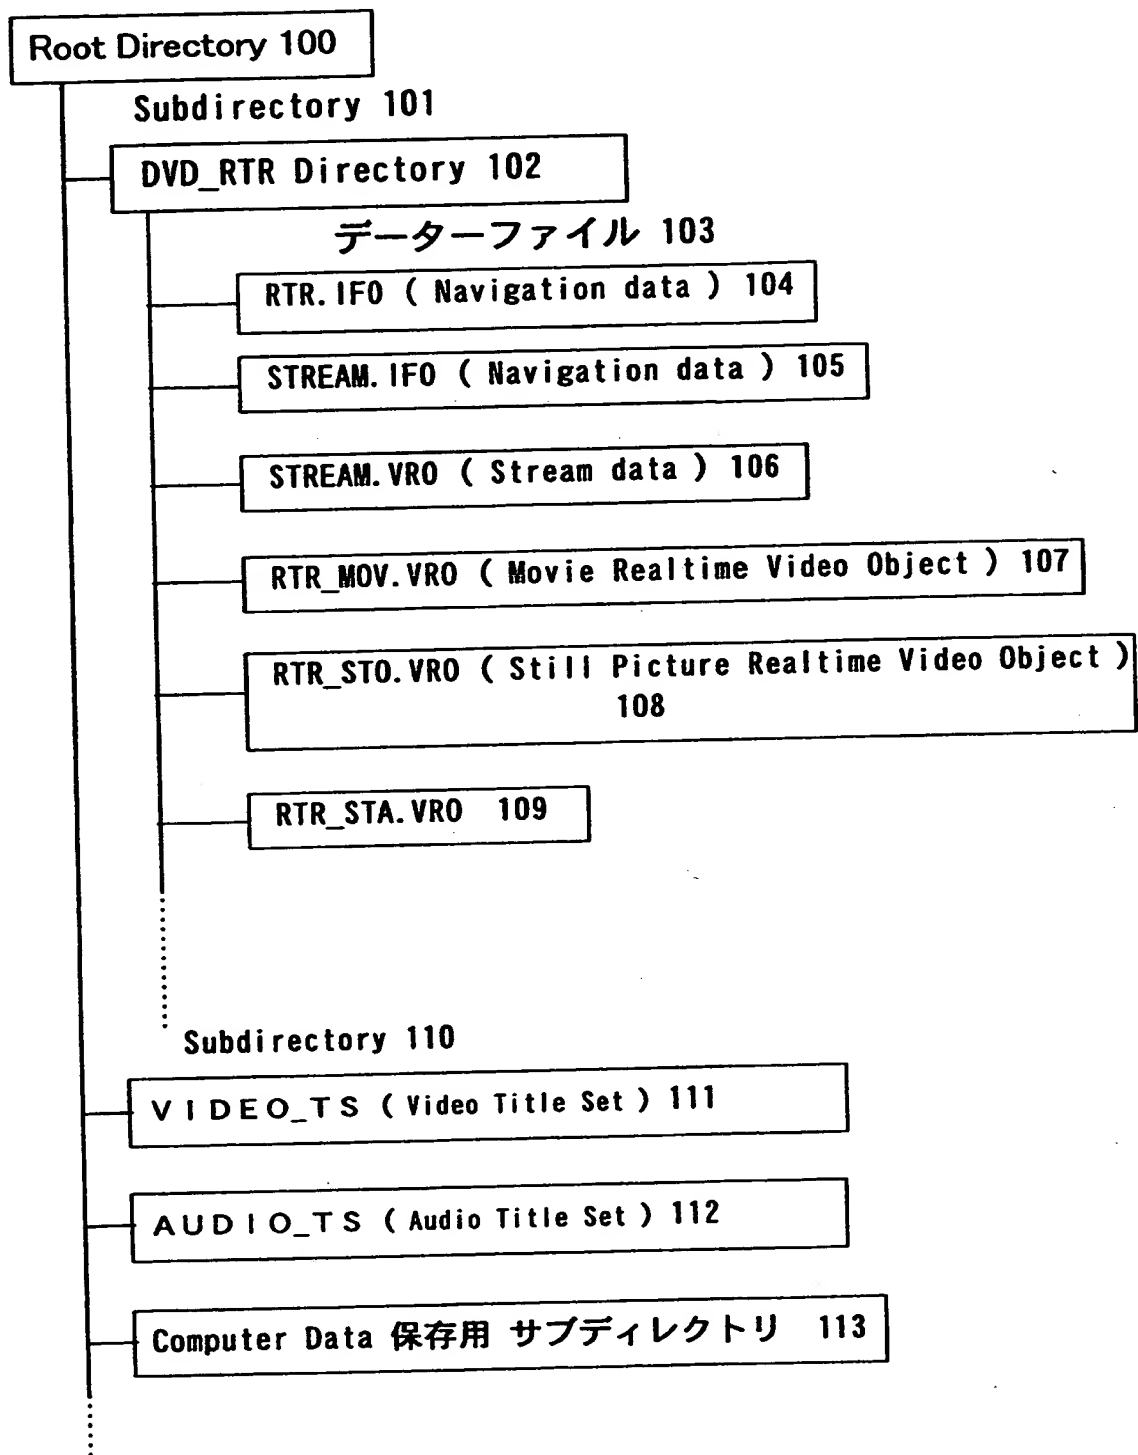 Root Directory 100
Subdirectory 101
DVD_RTR Directory 102
データーファイル 103
RTR.IFO ( Navigation data ) 104
STREAM.IFO ( Navigation data ) 105
STREAM.VRO ( Stream data ) 106
RTR_MOV.VRO ( Movie Realtime Video Object ) 107
RTR_STO.VRO ( Still Picture Realtime Video Object )
108
RTR_STA.VRO 109
Subdirectory 110
VIDEO_TS ( Video Title Set ) 111
AUDIO_TS ( Audio Title Set ) 112
Computer Data 保存用 サブディレクトリ 113